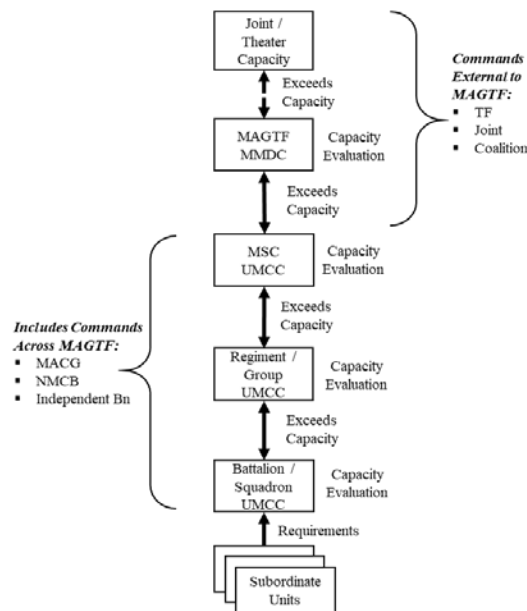 Joint /
Theater
Capacity
Exceeds
Capacity
Commands
External to
MAGTF:
▪ TF
▪ Joint
▪ Coalition
MAGTF
MMDC
Capacity
Evaluation
Exceeds
Capacity
MSC
UMCC
Capacity
Evaluation
Exceeds
Capacity
Includes Commands
Across MAGTF:
▪ MACG
▪ NMCB
▪ Independent Bn
Regiment /
Group
UMCC
Capacity
Evaluation
Exceeds
Capacity
Battalion /
Squadron
UMCC
Capacity
Evaluation
Requirements
Subordinate
Units